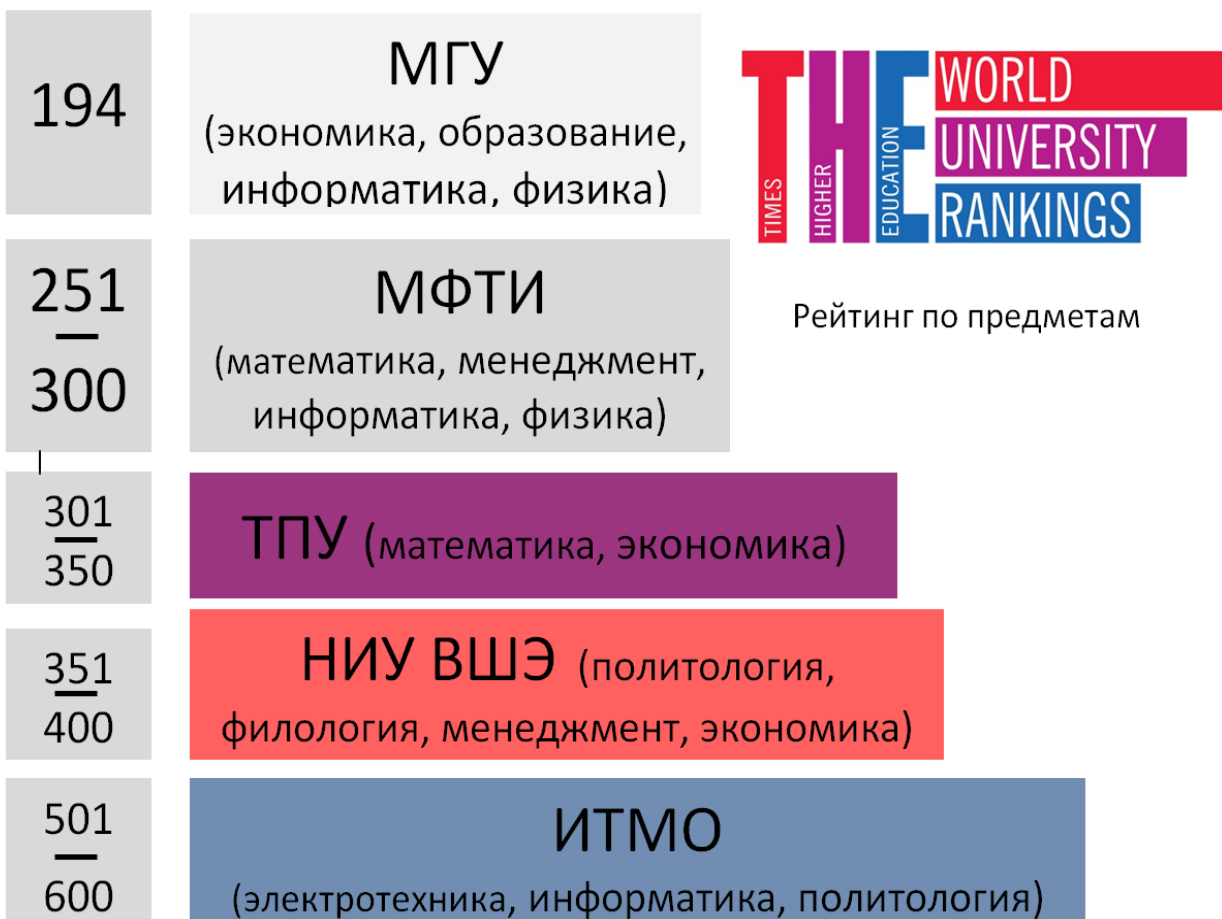 194
МГУ
(экономика, образование,
информатика, физика)
TIMES
HIGHER
EDUCATION
WORLD
UNIVERSITY
RANKINGS
Рейтинг по предметам
251
—
300
МФТИ
(математика, менеджмент,
информатика, физика)
301
—
350
ТПУ (математика, экономика)
351
—
400
НИУ ВШЭ (политология,
филология, менеджмент, экономика)
501
—
600
ИТМО
(электротехника, информатика, политология)